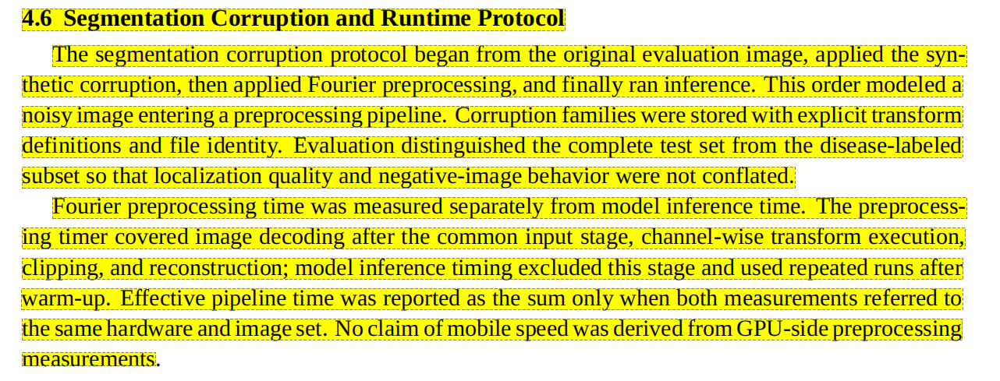 4.6 Segmentation Corruption and Runtime Protocol
The segmentation corruption protocol began from the original evaluation image, applied the syn-
thetic corruption, then applied Fourier preprocessing, and finally ran inference. This order modeled a
noisy image entering a preprocessing pipeline. Corruption families were stored with explicit transform
definitions and file identity. Evaluation distinguished the complete test set from the disease-labeled
subset so that localization quality and negative-image behavior were not conflated.
Fourier preprocessing time was measured separately from model inference time. The preprocess-
ing timer covered image decoding after the common input stage, channel-wise transform execution,
clipping, and reconstruction; model inference timing excluded this stage and used repeated runs after
warm-up. Effective pipeline time was reported as the sum only when both measurements referred to
the same hardware and image set. No claim of mobile speed was derived from GPU-side preprocessing
measurements.